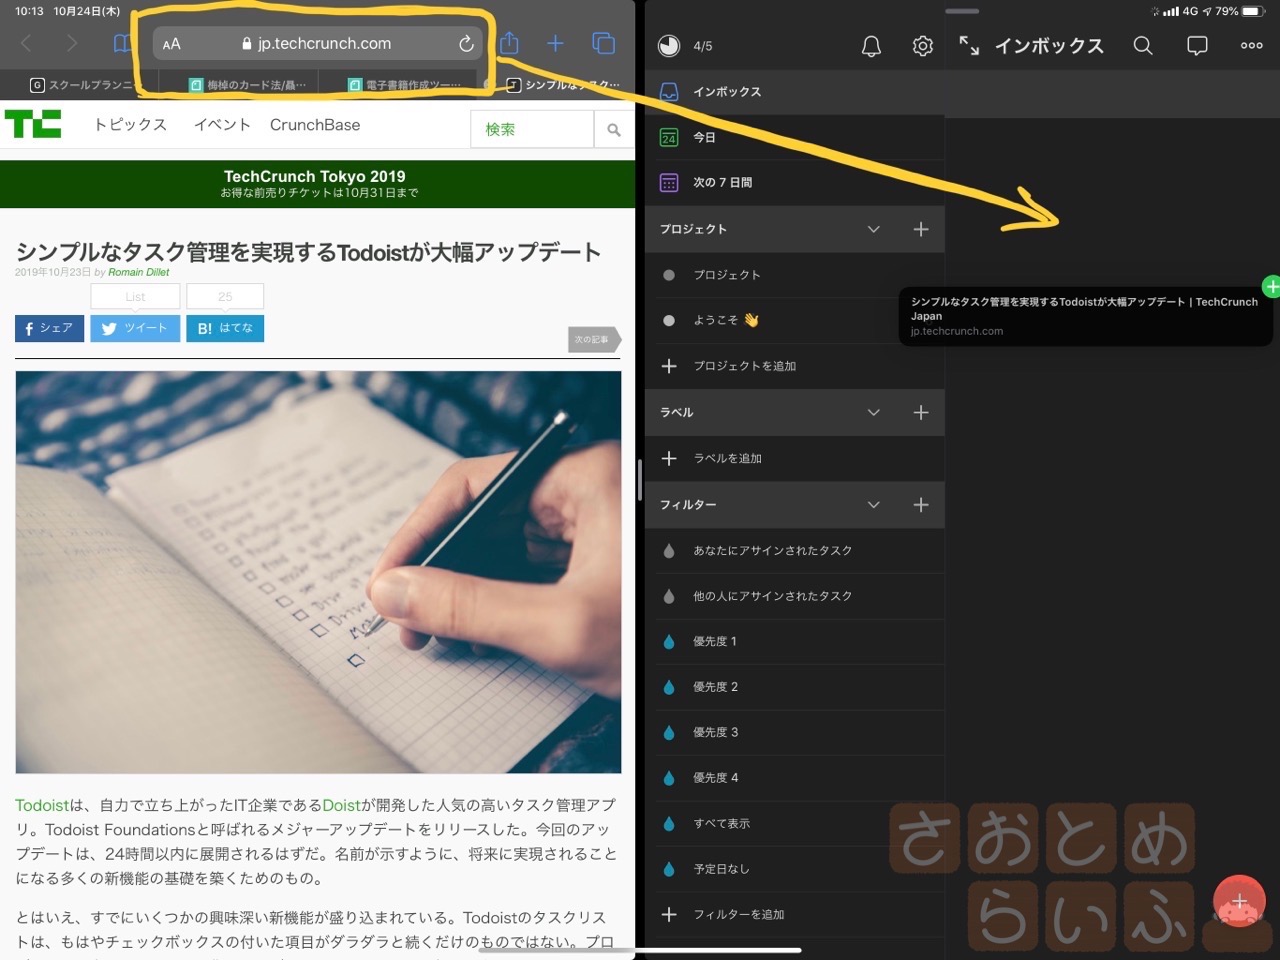 10:13 10月24日(木)
4G 79%
AA jp.techcrunch.com
スクールプランニ
梅棹のカード法/聶…
電子書籍作成ツー…
シンプルなタスク…
TC トピックス イベント CrunchBase 検索
TechCrunch Tokyo 2019
お得な前売りチケットは10月31日まで
シンプルなタスク管理を実現するTodoistが大幅アップデート
2019年10月23日 by Romain Dillet
List 25
シェア ツイート B! はてな
次の記事
Todoistは、自力で立ち上がったIT企業であるDoistが開発した人気の高いタスク管理アプ
リ。Todoist Foundationsと呼ばれるメジャーアップデートをリリースした。今回のアッ
プデートは、24時間以内に展開されるはずだ。名前が示すように、将来に実現されること
になる多くの新機能の基礎を築くためのもの。
とはいえ、すでにいくつかの興味深い新機能が盛り込まれている。Todoistのタスクリス
トは、もはやチェックボックスの付いた項目がダラダラと続くだけのものではない。プロ
4/5
インボックス
インボックス
24 今日
次の 7 日間
プロジェクト
プロジェクト
ようこそ 👋
プロジェクトを追加
ラベル
ラベルを追加
フィルター
あなたにアサインされたタスク
他の人にアサインされたタスク
優先度 1
優先度 2
優先度 3
優先度 4
すべて表示
予定日なし
フィルターを追加
シンプルなタスク管理を実現するTodoistが大幅アップデート | TechCrunch
Japan
jp.techcrunch.com
さおとめ
らいふ